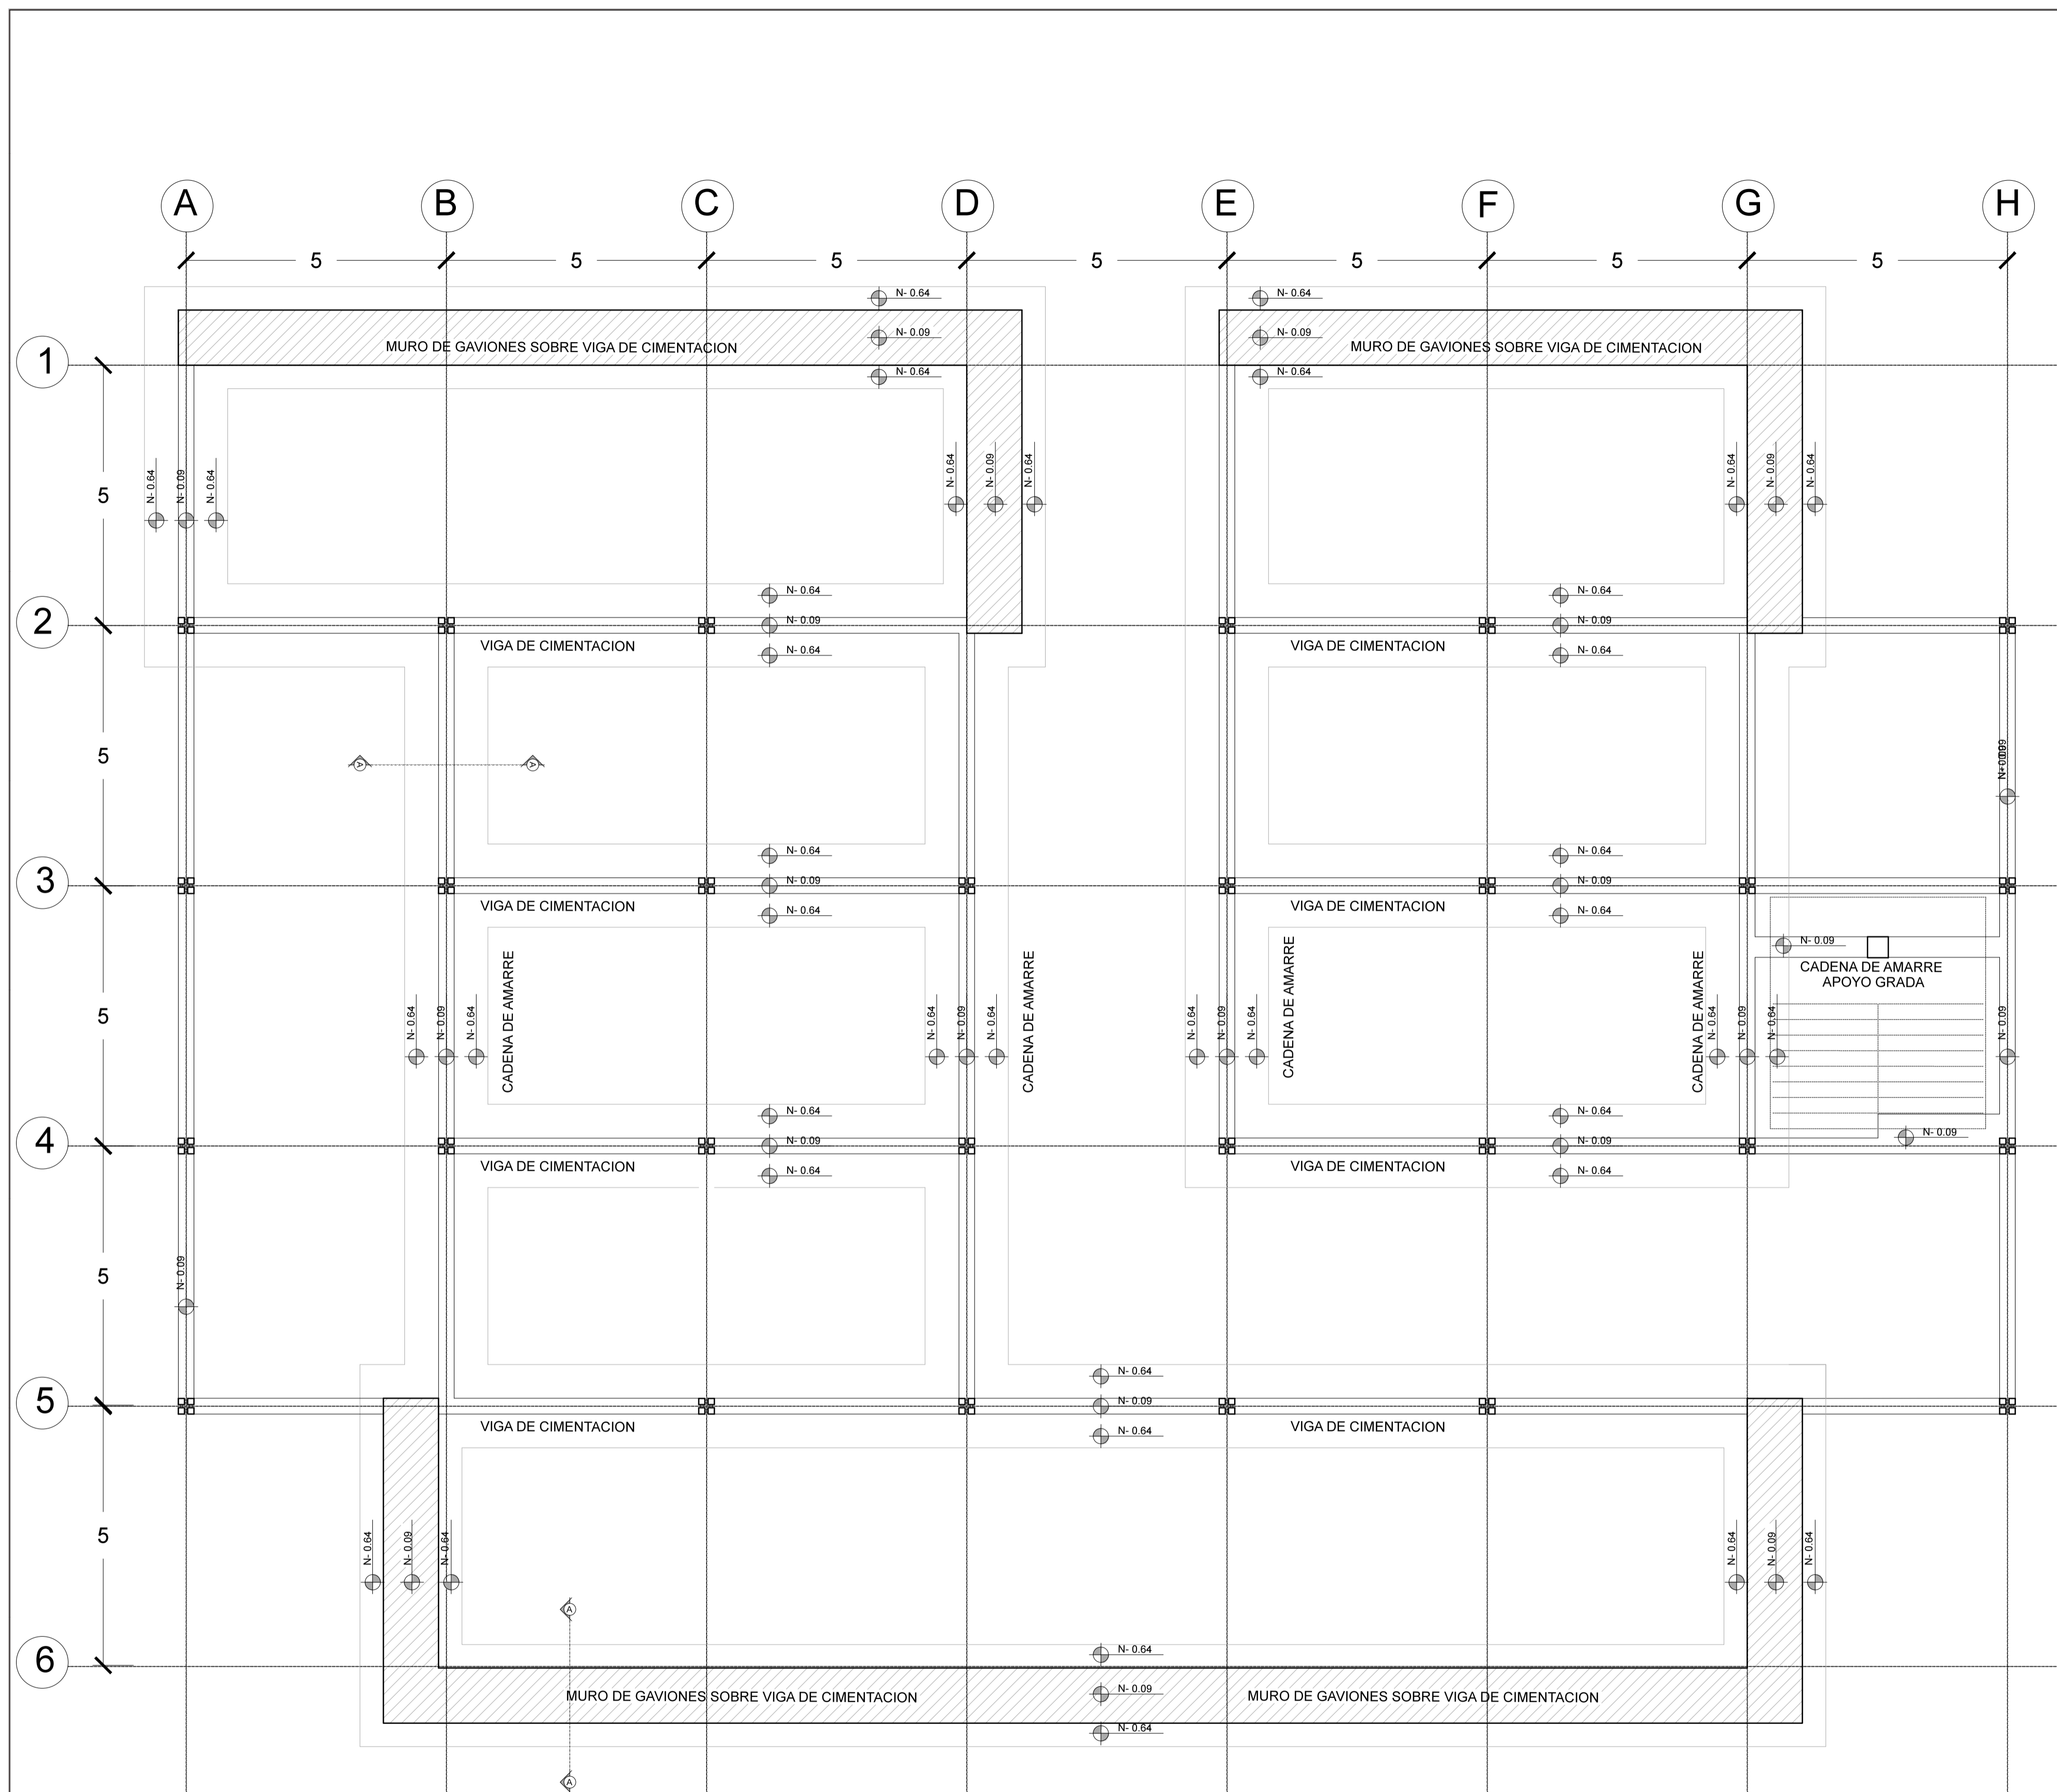 A B C D E F G H
5 5 5 5 5 5 5
N- 0.64 N- 0.64
N- 0.09 N- 0.09
MURO DE GAVIONES SOBRE VIGA DE CIMENTACION MURO DE GAVIONES SOBRE VIGA DE CIMENTACION
1
N- 0.64 N- 0.64
N- 0.64 N- 0.09 N- 0.64 N- 0.64 N- 0.09 N- 0.64 N- 0.64 N- 0.09 N- 0.64
5
N- 0.64 N- 0.64
2
N- 0.09 N- 0.09
VIGA DE CIMENTACION VIGA DE CIMENTACION
N- 0.64 N- 0.64
5
A A
N- 0.64 N- 0.64
3
N- 0.09 N- 0.09
VIGA DE CIMENTACION VIGA DE CIMENTACION
N- 0.64 N- 0.64
N- 0.09
CADENA DE AMARRE
APOYO GRADA
CADENA DE AMARRE CADENA DE AMARRE CADENA DE AMARRE CADENA DE AMARRE
5
N- 0.64 N- 0.09 N- 0.64 N- 0.64 N- 0.09 N- 0.64 N- 0.64 N- 0.09 N- 0.64 N- 0.64 N- 0.09 N- 0.64 N- 0.09
N- 0.64 N- 0.64
4
N- 0.09 N- 0.09 N- 0.09
VIGA DE CIMENTACION VIGA DE CIMENTACION
N- 0.64 N- 0.64
5
N- 0.09
N- 0.64
5
N- 0.09
VIGA DE CIMENTACION VIGA DE CIMENTACION
N- 0.64
5
N- 0.64 N- 0.09 N- 0.64 N- 0.64 N- 0.09 N- 0.64
A
N- 0.64
6
N- 0.09
MURO DE GAVIONES SOBRE VIGA DE CIMENTACION MURO DE GAVIONES SOBRE VIGA DE CIMENTACION
N- 0.64
A